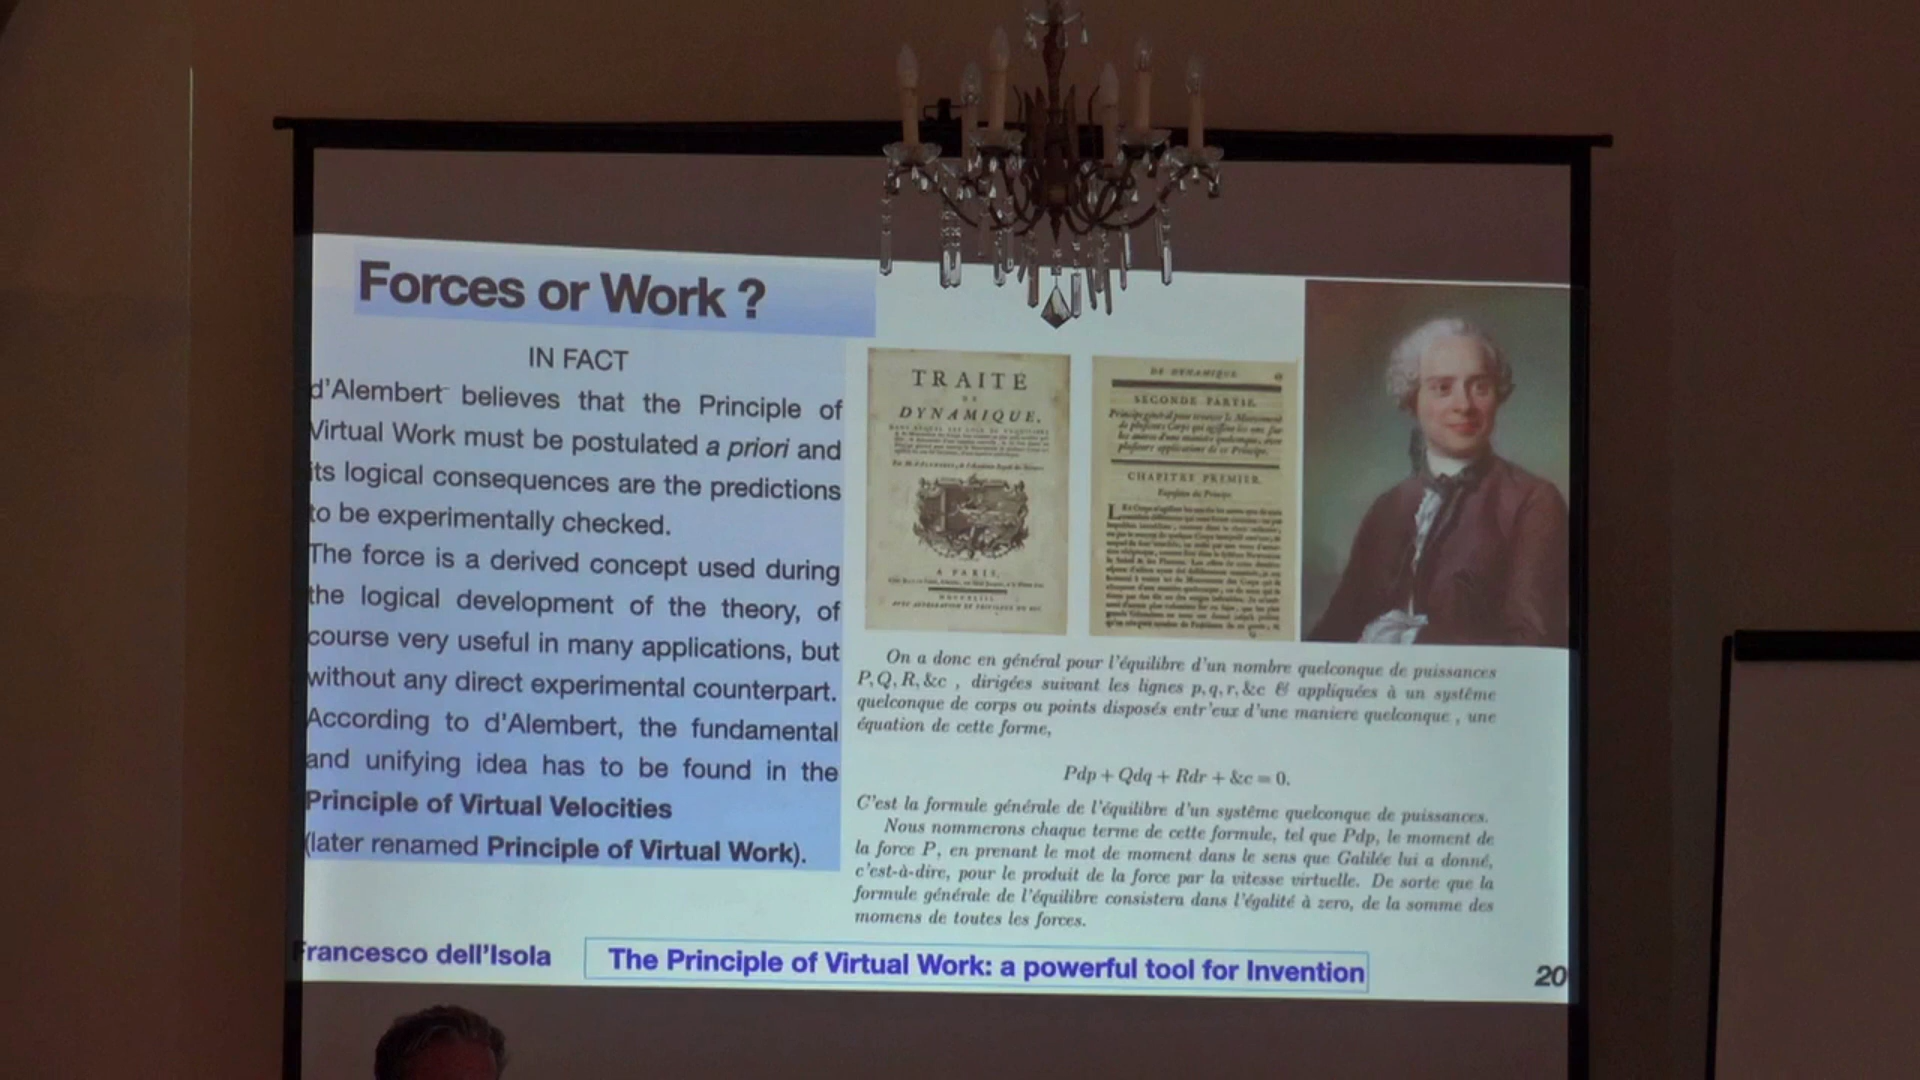 Forces or Work ?
IN FACT
d'Alembert believes that the Principle of
Virtual Work must be postulated a priori and
its logical consequences are the predictions
to be experimentally checked.
The force is a derived concept used during
the logical development of the theory, of
course very useful in many applications, but
without any direct experimental counterpart.
According to d'Alembert, the fundamental
and unifying idea has to be found in the
Principle of Virtual Velocities
(later renamed Principle of Virtual Work).
TRAITÉ
DE
DYNAMIQUE,
A PARIS,
DE DYNAMIQUE.
SECONDE PARTIE.
CHAPITRE PREMIER.
Exposition du Principe
On a donc en général pour l'équilibre d'un nombre quelconque de puissances
P, Q, R, &c , dirigées suivant les lignes p, q, r, &c & appliquées à un systême
quelconque de corps ou points disposés entr'eux d'une maniere quelconque , une
équation de cette forme,
Pdp + Qdq + Rdr + &c = 0.
C'est la formule générale de l'équilibre d'un systême quelconque de puissances.
Nous nommerons chaque terme de cette formule, tel que Pdp, le moment de
la force P, en prenant le mot de moment dans le sens que Galilée lui a donné,
c'est-à-dire, pour le produit de la force par la vitesse virtuelle. De sorte que la
formule générale de l'équilibre consistera dans l'égalité à zero, de la somme des
momens de toutes les forces.
Francesco dell'Isola
The Principle of Virtual Work: a powerful tool for Invention
20